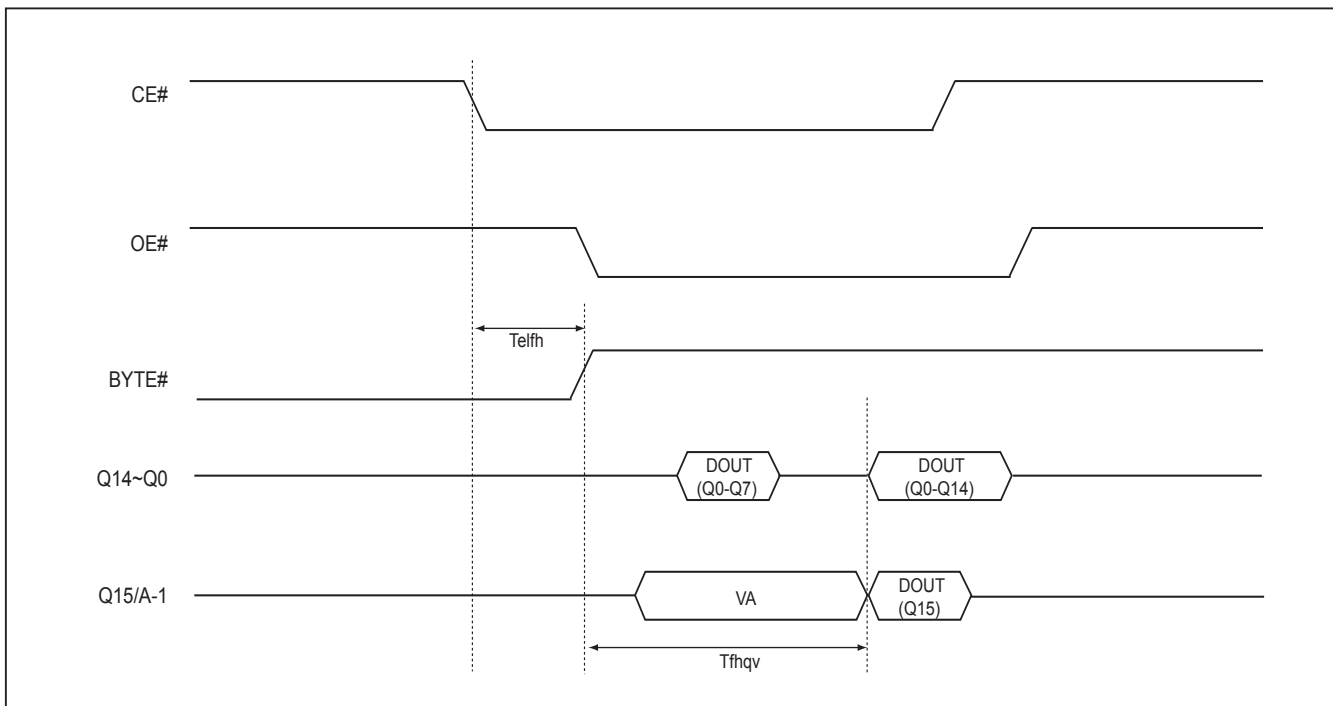 CE#
OE#
Telfh
BYTE#
Q14~Q0
DOUT
(Q0-Q7)
DOUT
(Q0-Q14)
Q15/A-1
VA
DOUT
(Q15)
Tfhqv